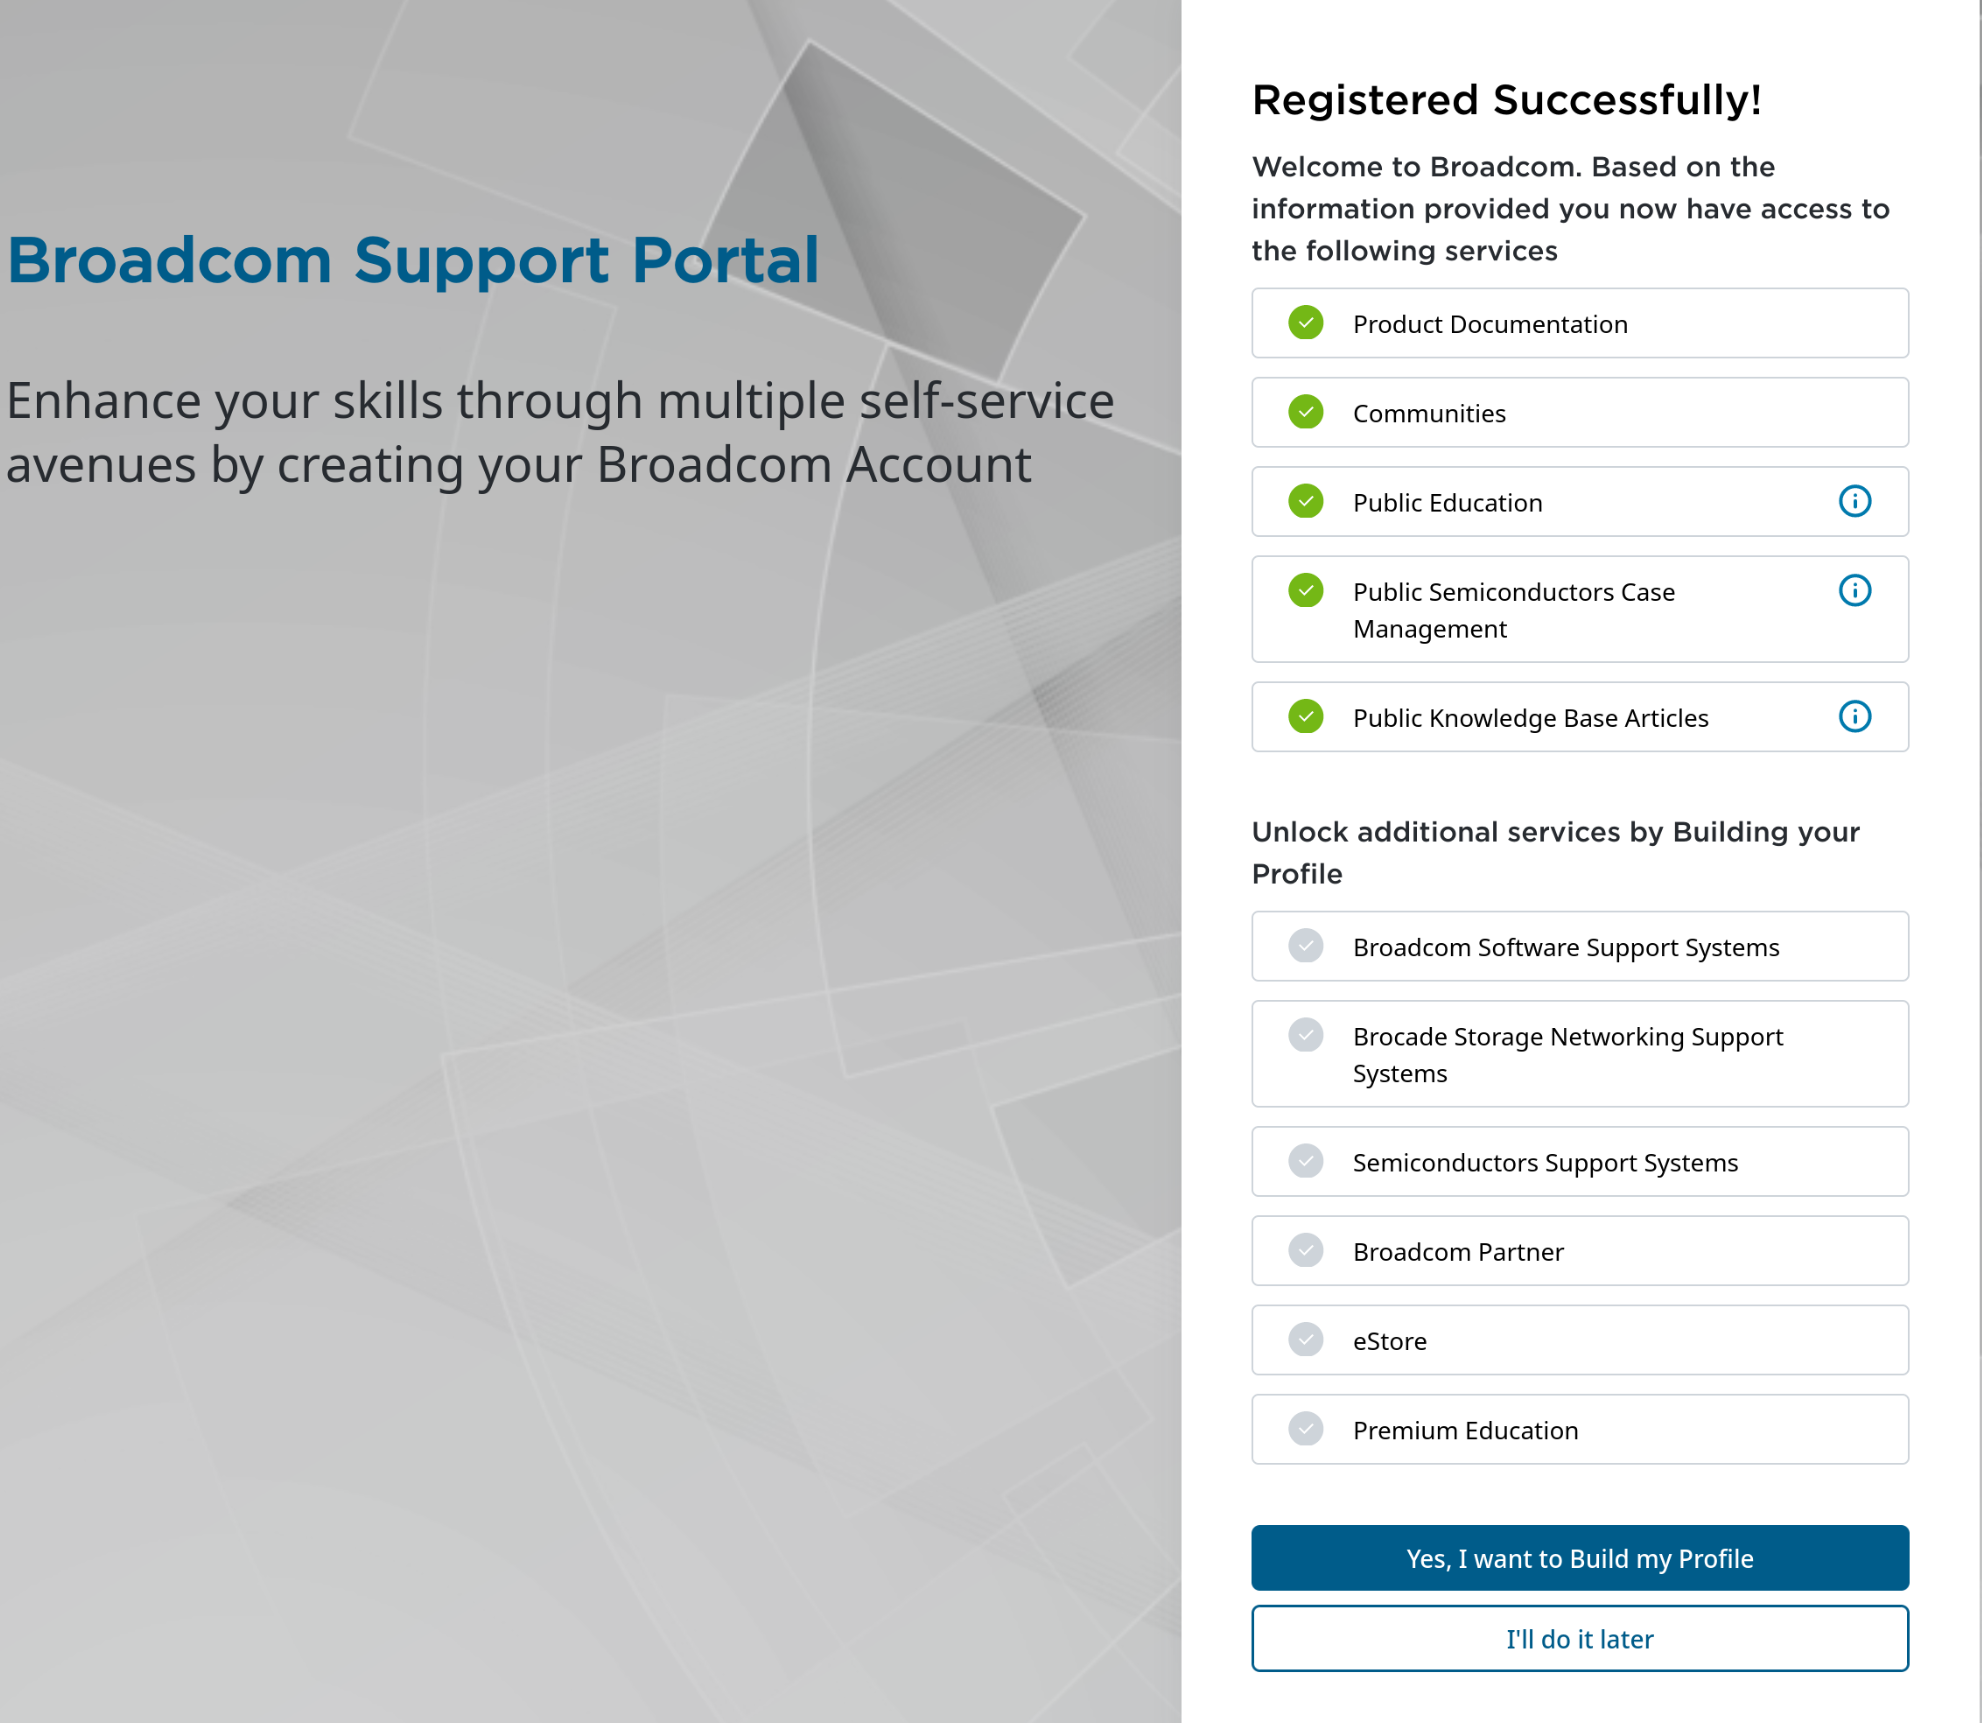 Broadcom Support Portal
Enhance your skills through multiple self-service
avenues by creating your Broadcom Account
Registered Successfully!
Welcome to Broadcom. Based on the
information provided you now have access to
the following services
Product Documentation
Communities
Public Education
Public Semiconductors Case
Management
Public Knowledge Base Articles
Unlock additional services by Building your
Profile
Broadcom Software Support Systems
Brocade Storage Networking Support
Systems
Semiconductors Support Systems
Broadcom Partner
eStore
Premium Education
Yes, I want to Build my Profile
I'll do it later